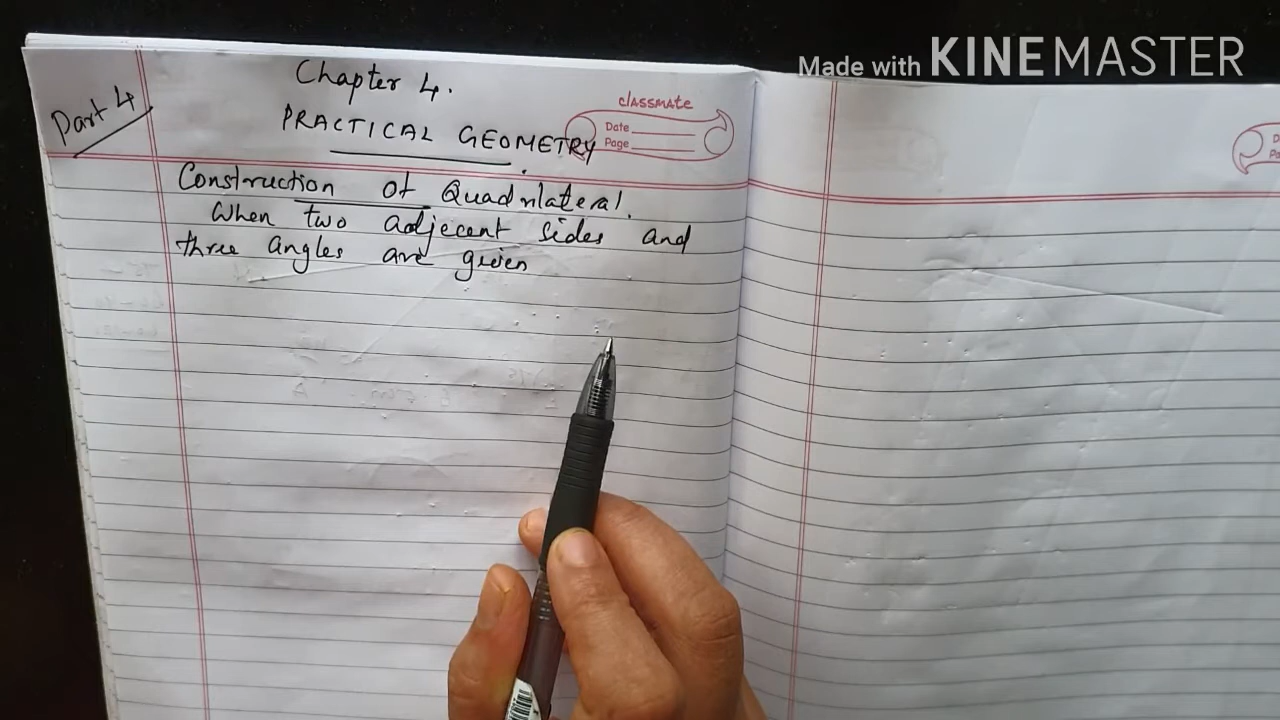 Made with KINEMASTER
Part 4
Chapter 4.
PRACTICAL GEOMETRY
classmate
Date
Page
Construction of Quadrilateral.
When two adjecent sides and
three angles are given